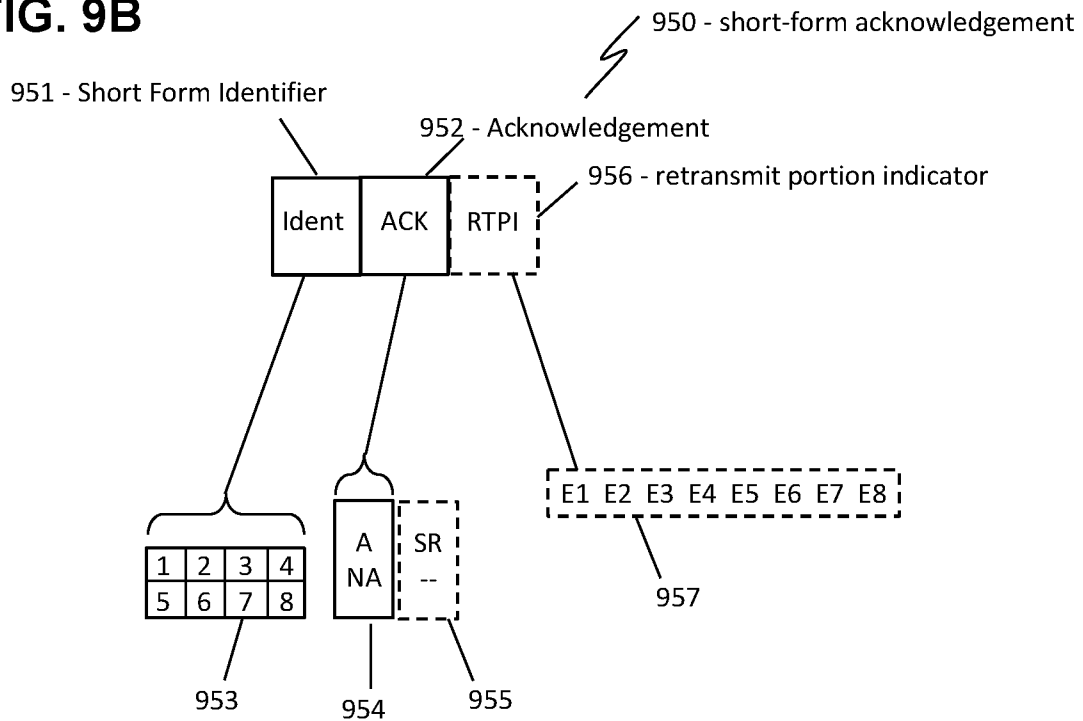 FIG. 9B
950 - short-form acknowledgement
951 - Short Form Identifier
952 - Acknowledgement
956 - retransmit portion indicator
Ident ACK RTPI
E1 E2 E3 E4 E5 E6 E7 E8
A SR
NA --
1 2 3 4
5 6 7 8
957
953
954
955